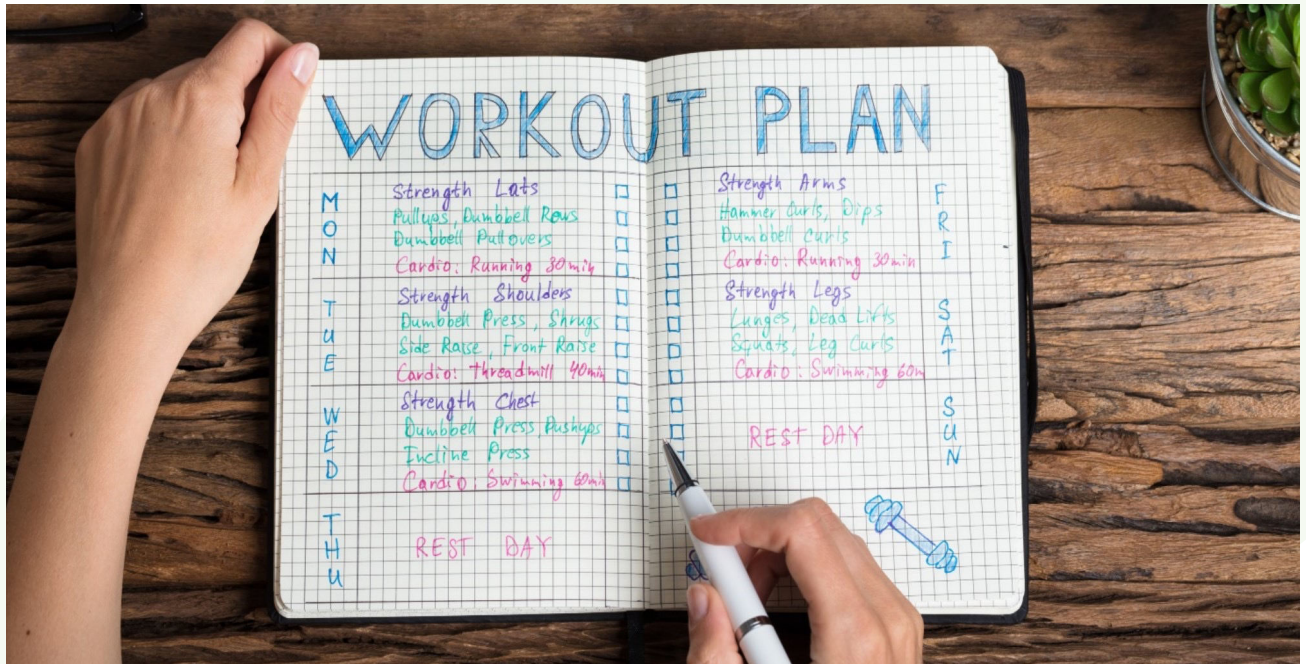 WORKOUT PLAN
MON
Strength Lats
Pullups, Dumbbell Rows
Dumbbell Pullovers
Cardio: Running 30min
TUE
Strength Shoulders
Dumbbell Press, Shrugs
Side Raise, Front Raise
Cardio: Threadmill 40min
WED
Strength Chest
Dumbbell Press, Pushups
Incline Press
Cardio: Swimming 60min
THU
REST DAY
FRI
Strength Arms
Hammer Curls, Dips
Dumbbell Curls
Cardio: Running 30min
SAT
Strength Legs
Lunges, Dead Lifts
Squats, Leg Curls
Cardio: Swimming 60m
SUN
REST DAY